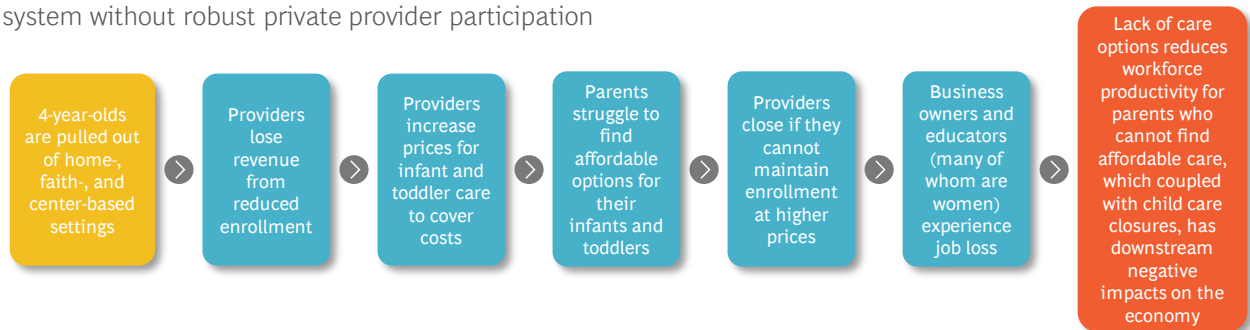 system without robust private provider participation
4-year-olds
are pulled out
of home-,
faith-, and
center-based
settings
Providers
lose
revenue
from
reduced
enrollment
Providers
increase
prices for
infant and
toddler care
to cover
costs
Parents
struggle to
find
affordable
options for
their
infants and
toddlers
Providers
close if they
cannot
maintain
enrollment
at higher
prices
Business
owners and
educators
(many of
whom are
women)
experience
job loss
Lack of care
options reduces
workforce
productivity for
parents who
cannot find
affordable care,
which coupled
with child care
closures, has
downstream
negative
impacts on the
economy